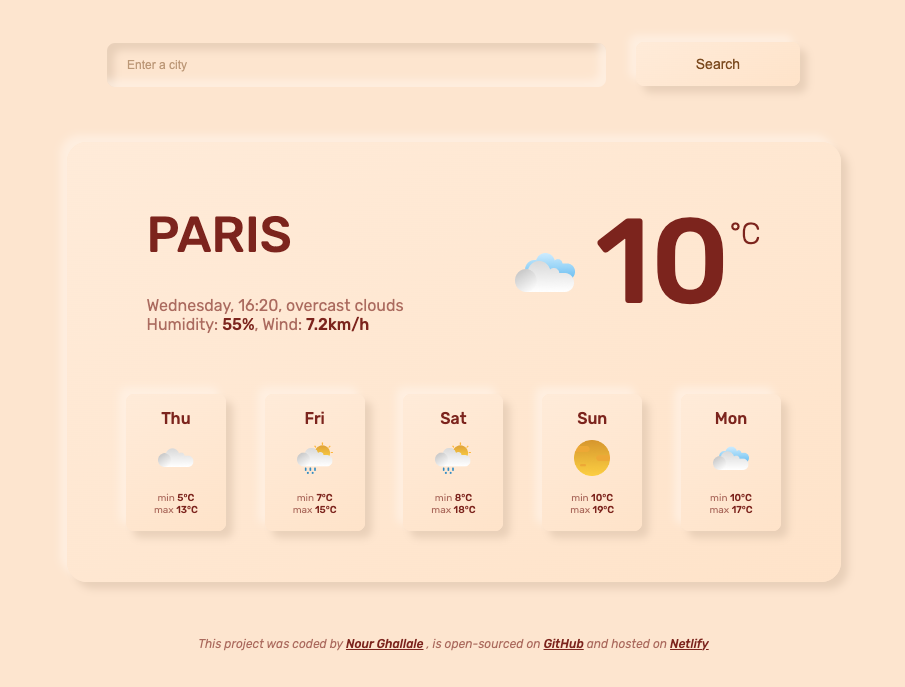 Enter a city
Search
PARIS
10 °C
Wednesday, 16:20, overcast clouds
Humidity: 55%, Wind: 7.2km/h
Thu
min 5°C
max 13°C
Fri
min 7°C
max 15°C
Sat
min 8°C
max 18°C
Sun
min 10°C
max 19°C
Mon
min 10°C
max 17°C
This project was coded by Nour Ghallale , is open-sourced on GitHub and hosted on Netlify